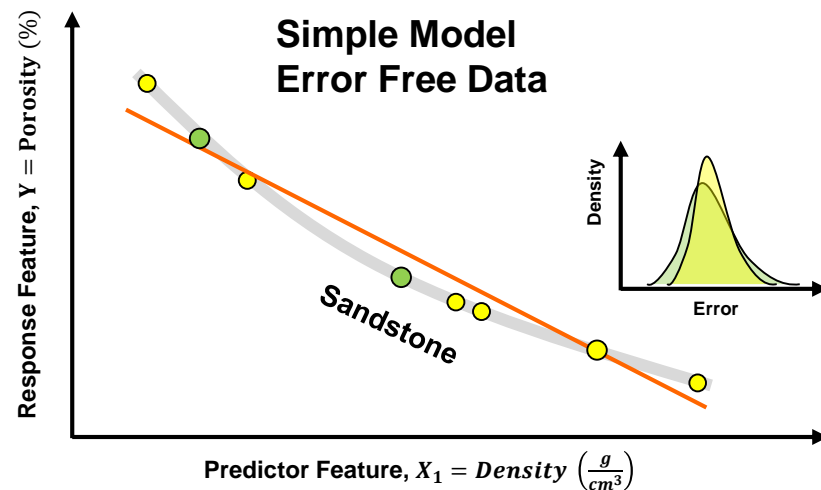 Simple Model
Error Free Data
Response Feature, Y = Porosity (%)
Sandstone
Density
Error
Predictor Feature, X₁ = Density (g/cm³)